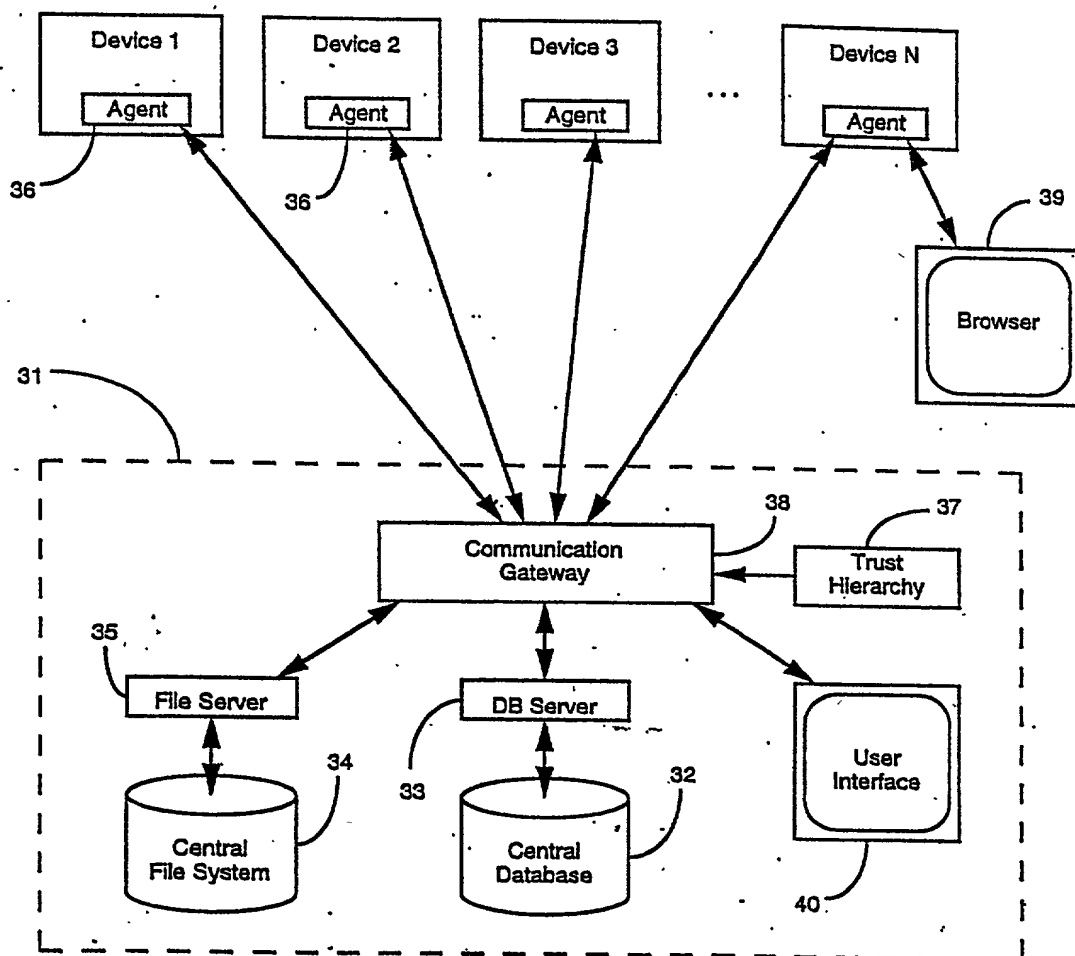 Device 1
Device 2
Device 3
...
Device N
Agent
Agent
Agent
Agent
36
36
39
Browser
31
38
37
Communication
Gateway
Trust
Hierarchy
35
File Server
DB Server
33
34
32
User
Interface
Central
File System
Central
Database
40